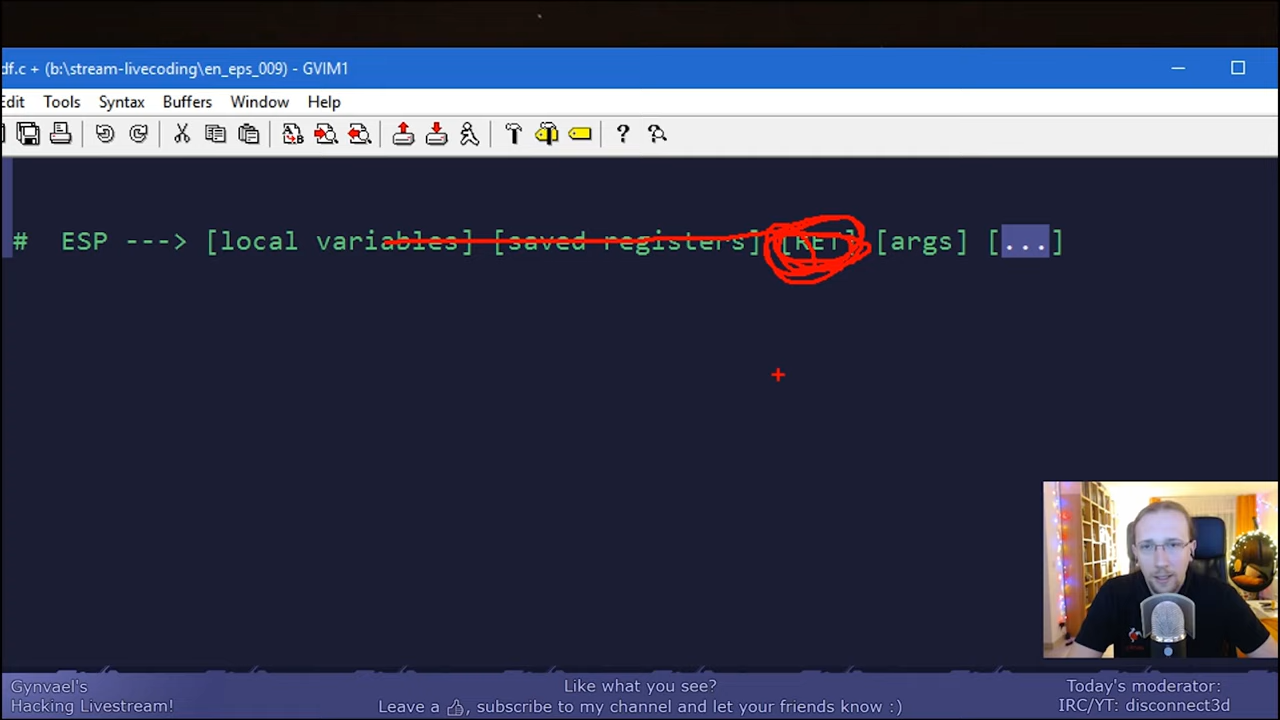 df.c + (b:\stream-livecoding\en_eps_009) - GVIM1
Edit Tools Syntax Buffers Window Help
# ESP ---> [local variables] [saved registers] [RET] [args] [...]
Gynvael's
Hacking Livestream!
Like what you see?
Leave a , subscribe to my channel and let your friends know :)
Today's moderator:
IRC/YT: disconnect3d